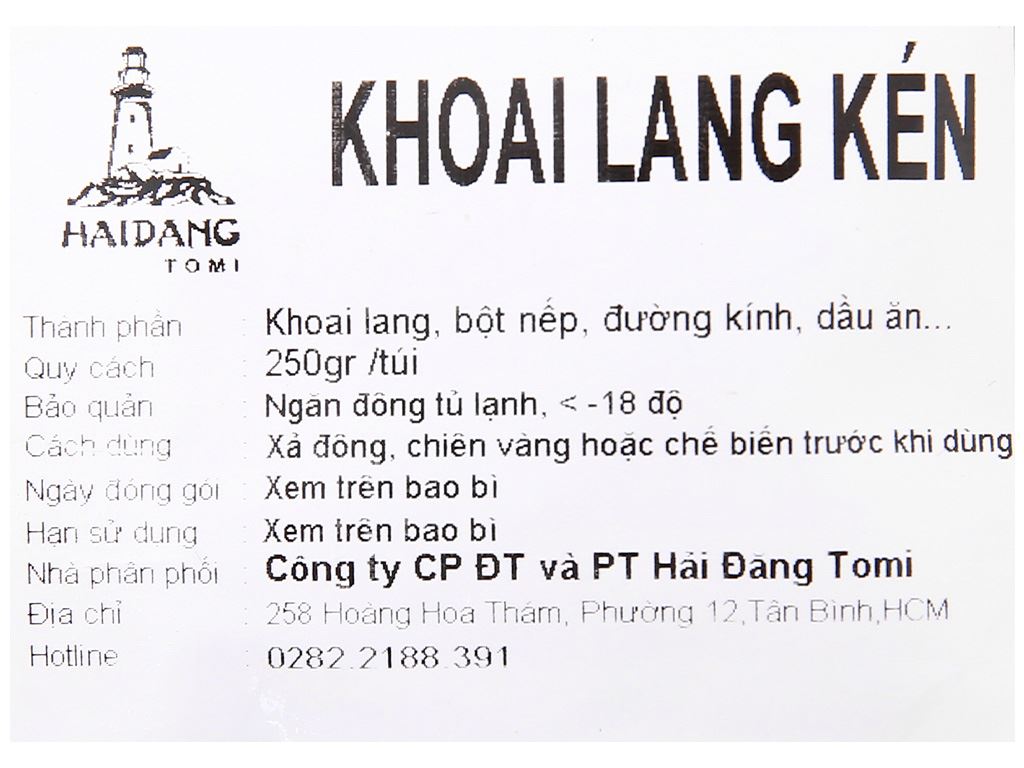 HAIDANG
TOMI
KHOAI LANG KÉN
Thành phần : Khoai lang, bột nếp, đường kính, dầu ăn...
Quy cách : 250gr /túi
Bảo quản : Ngăn đông tủ lạnh, < -18 độ
Cách dùng : Xả đông, chiên vàng hoặc chế biến trước khi dùng
Ngày đóng gói : Xem trên bao bì
Hạn sử dụng : Xem trên bao bì
Nhà phân phối : Công ty CP ĐT và PT Hải Đăng Tomi
Địa chỉ : 258 Hoàng Hoa Thám, Phường 12,Tân Bình,HCM
Hotline : 0282.2188.391